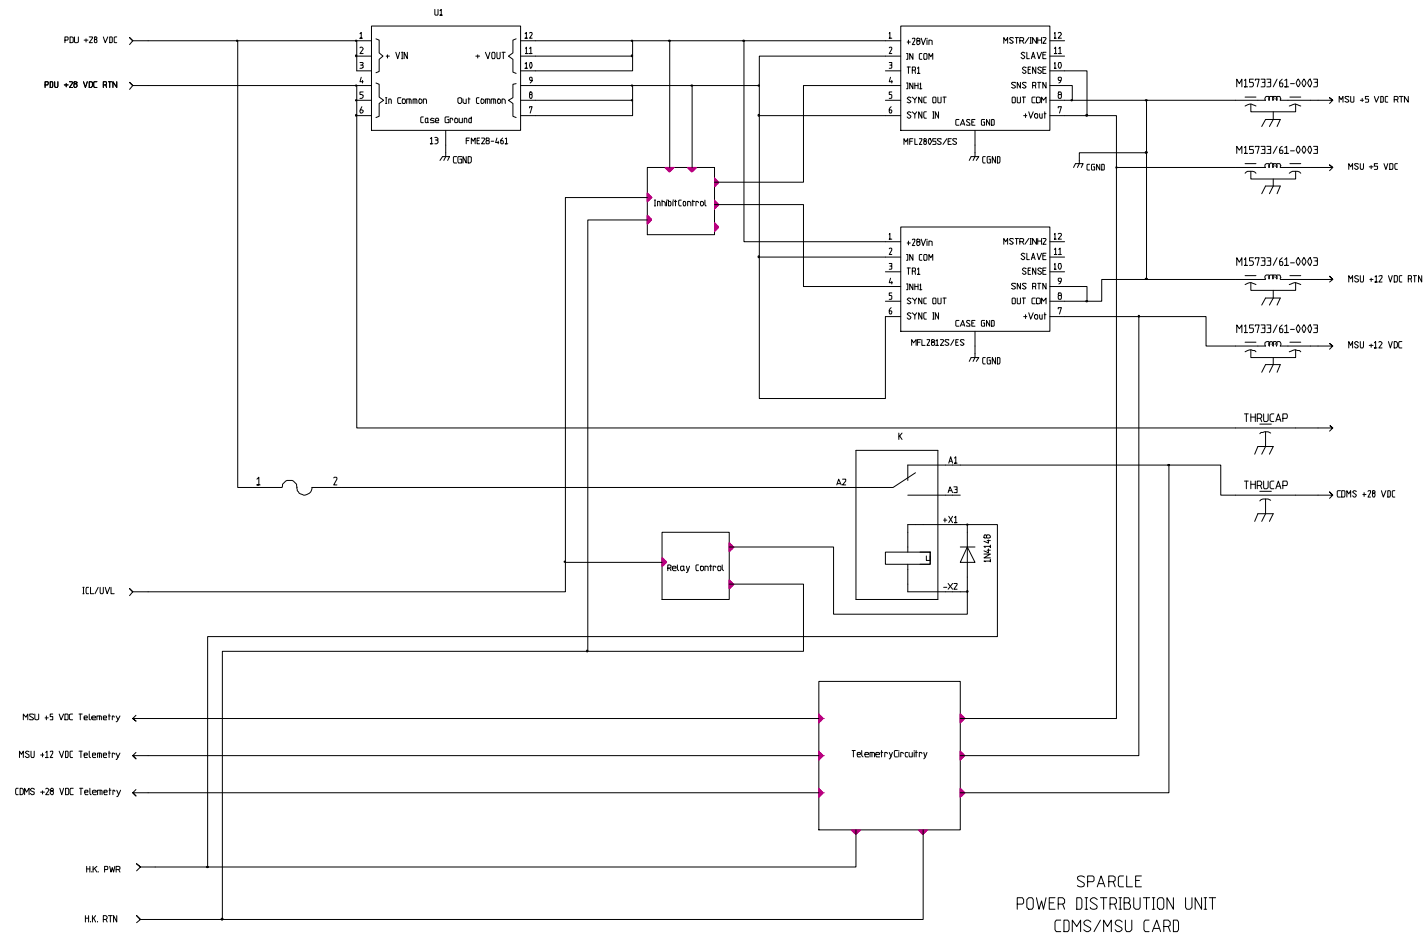 U1
PDU +28 VDC
PDU +28 VDC RTN
1
2
3
4
5
6
+ VIN
In Common
+ VOUT
Out Common
Case Ground
12
11
10
9
8
7
13
FME28-461
CGND
1
2
3
4
5
6
+28Vin
IN COM
TR1
INH1
SYNC OUT
SYNC IN
MSTR/INH2
SLAVE
SENSE
SNS RTN
OUT COM
+Vout
CASE GND
12
11
10
9
8
7
MFL2805S/ES
CGND
CGND
M15733/61-0003
MSU +5 VDC RTN
M15733/61-0003
MSU +5 VDC
InhibitControl
1
2
3
4
5
6
+28Vin
IN COM
TR1
INH1
SYNC OUT
SYNC IN
MSTR/INH2
SLAVE
SENSE
SNS RTN
OUT COM
+Vout
CASE GND
12
11
10
9
8
7
MFL2812S/ES
CGND
M15733/61-0003
MSU +12 VDC RTN
M15733/61-0003
MSU +12 VDC
THRUCAP
K
A1
A2
A3
+X1
-X2
1N4148
1
2
THRUCAP
CDMS +28 VDC
Relay Control
ICL/UVL
MSU +5 VDC Telemetry
MSU +12 VDC Telemetry
CDMS +28 VDC Telemetry
TelemetryCircuitry
H.K. PWR
H.K. RTN
SPARCLE
POWER DISTRIBUTION UNIT
CDMS/MSU CARD